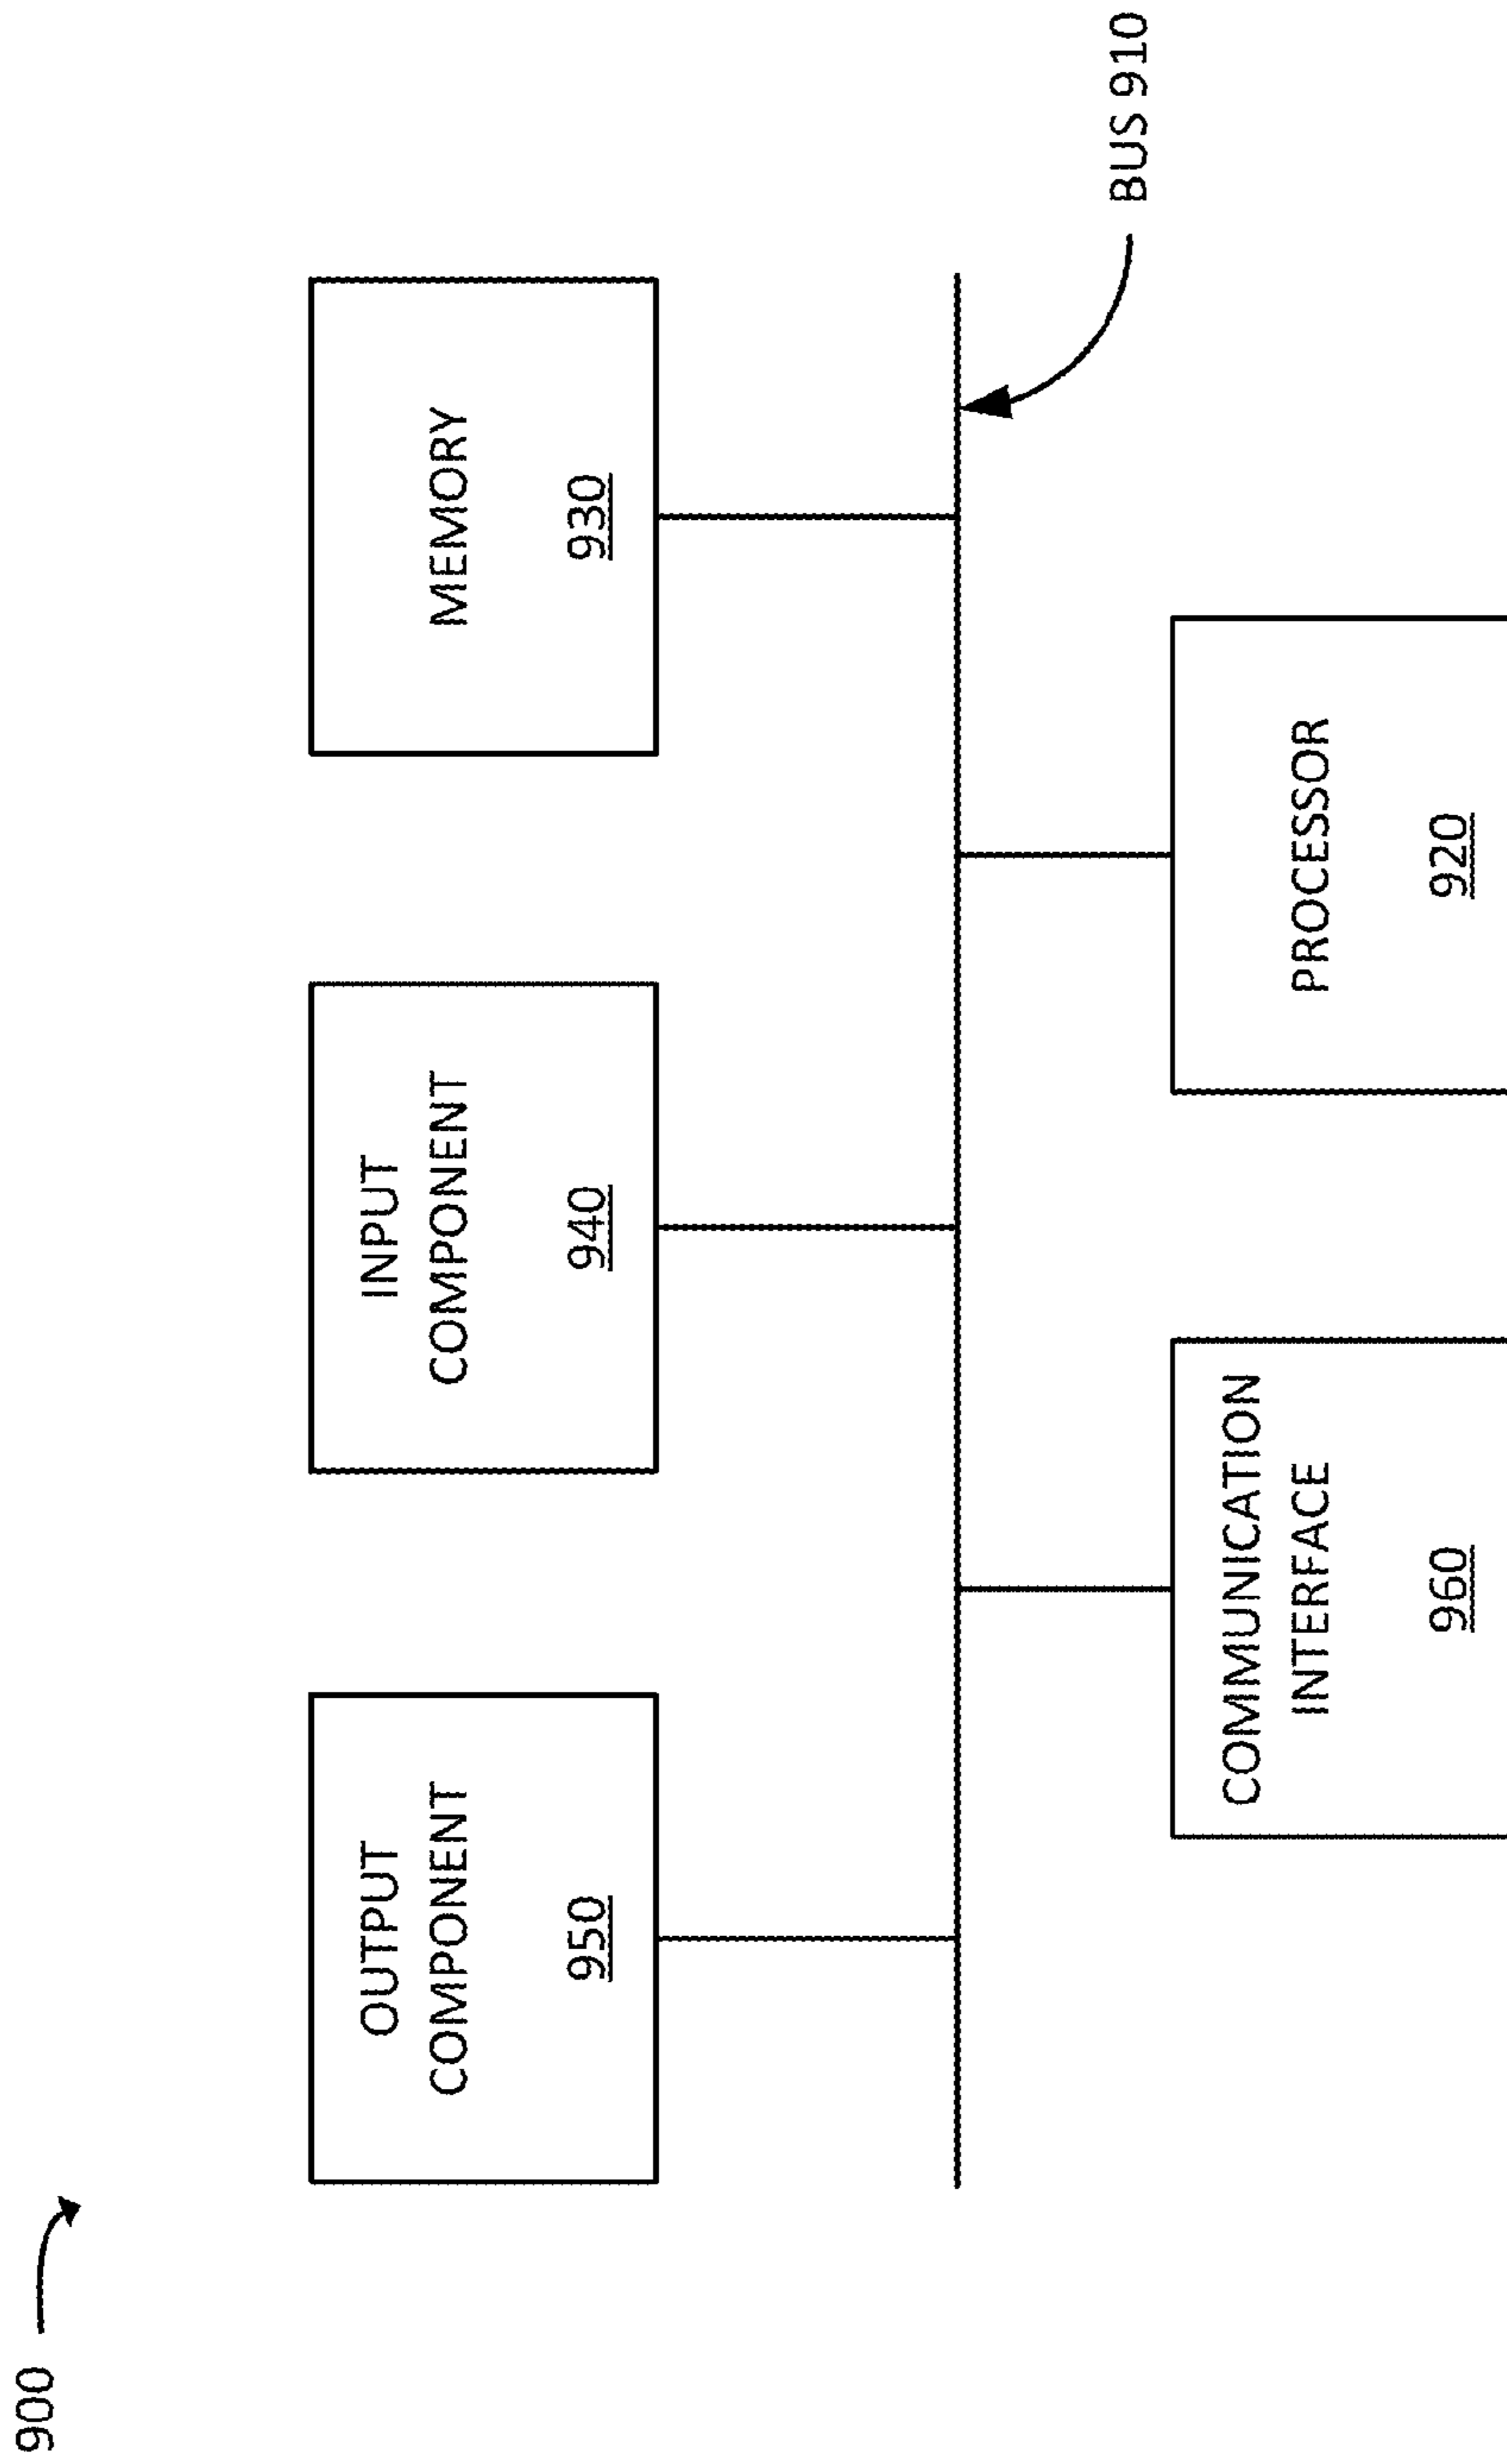 900
OUTPUT
COMPONENT
950
INPUT
COMPONENT
940
MEMORY
930
BUS 910
COMMUNICATION
INTERFACE
960
PROCESSOR
920